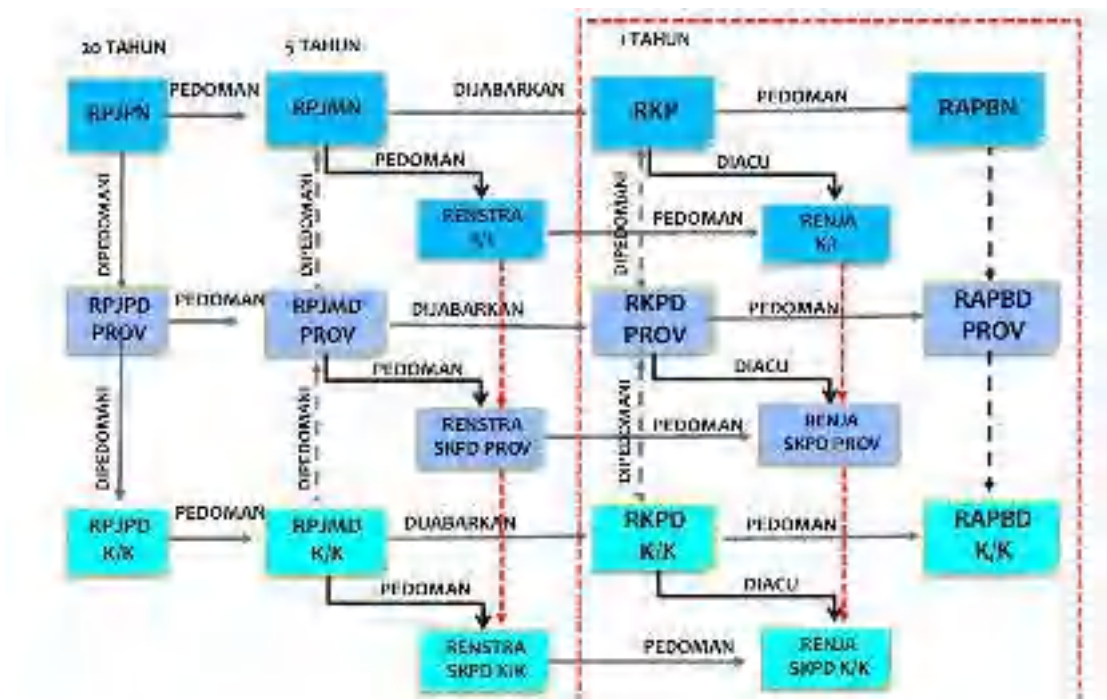 20 TAHUN
5 TAHUN
1 TAHUN
RPJPN
PEDOMAN
RPJMN
DIJABARKAN
RKP
PEDOMAN
RAPBN
PEDOMAN
DIACU
DIPEDOMANI
DIPEDOMANI
DIPEDOMANI
RENSTRA
K/L
PEDOMAN
RENJA
K/L
RPJPD
PROV
PEDOMAN
RPJMD
PROV
DIJABARKAN
RKPD
PROV
PEDOMAN
RAPBD
PROV
PEDOMAN
DIACU
DIPEDOMANI
DIPEDOMANI
DIPEDOMANI
RENSTRA
SKPD PROV
PEDOMAN
RENJA
SKPD PROV
RPJPD
K/K
PEDOMAN
RPJMD
K/K
DIJABARKAN
RKPD
K/K
PEDOMAN
RAPBD
K/K
PEDOMAN
DIACU
RENSTRA
SKPD K/K
PEDOMAN
RENJA
SKPD K/K